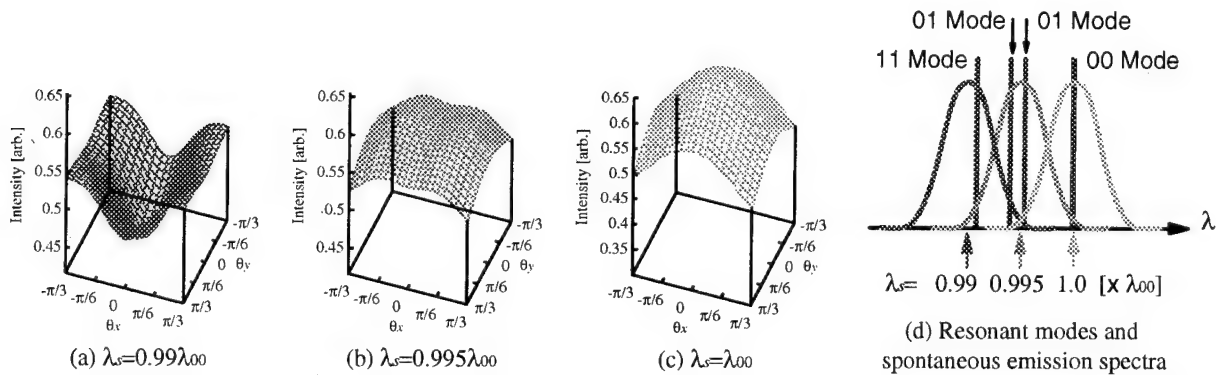 0.65
0.6
0.55
0.5
0.45
Intensity [arb.]
-π/3
-π/6
0
π/6
π/3
θx
-π/3
-π/6
0
π/6
π/3
θy
(a) λs=0.99λ00
0.65
0.6
0.55
0.5
0.45
Intensity [arb.]
-π/3
-π/6
0
π/6
π/3
θx
-π/3
-π/6
0
π/6
π/3
θy
(b) λs=0.995λ00
0.65
0.6
0.55
0.5
0.45
0.4
0.35
Intensity [arb.]
-π/3
-π/6
0
π/6
π/3
θx
-π/3
-π/6
0
π/6
π/3
θy
(c) λs=λ00
01 Mode 01 Mode
11 Mode 00 Mode
λ
λs= 0.99 0.995 1.0 [x λ00]
(d) Resonant modes and
spontaneous emission spectra